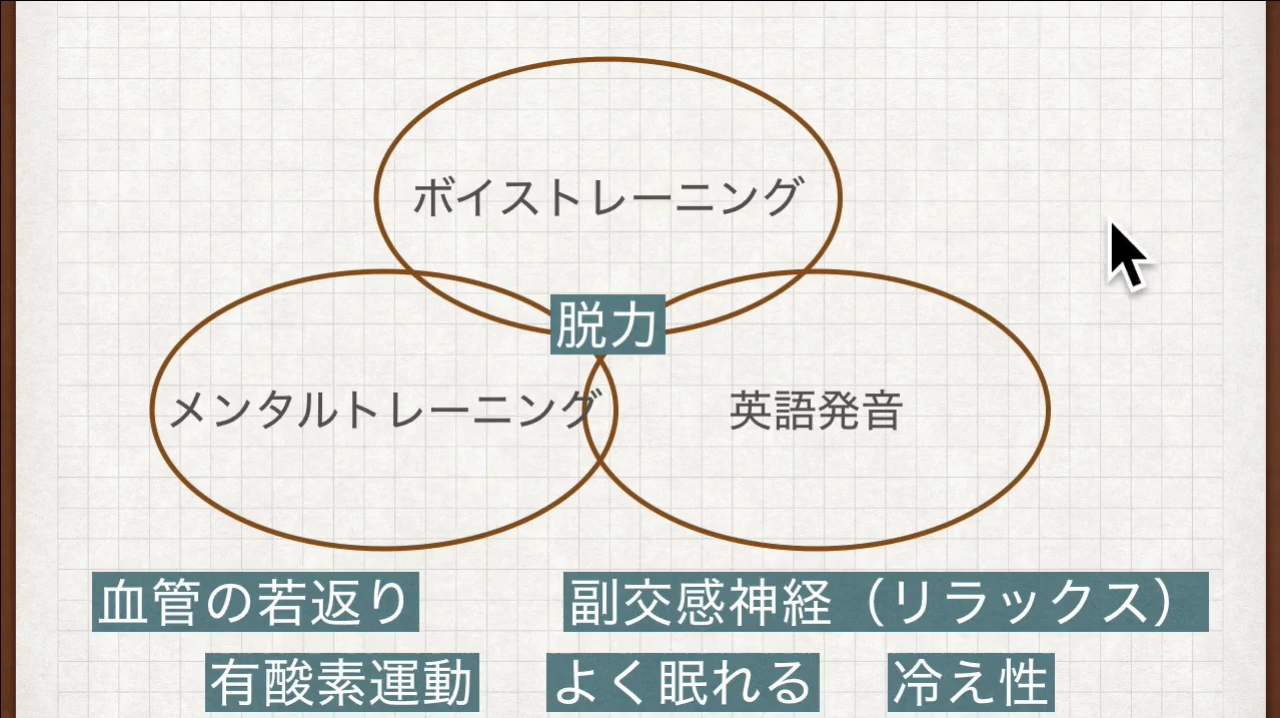 ボイストレーニング
脱力
メンタルトレーニング
英語発音
血管の若返り
副交感神経（リラックス）
有酸素運動
よく眠れる
冷え性